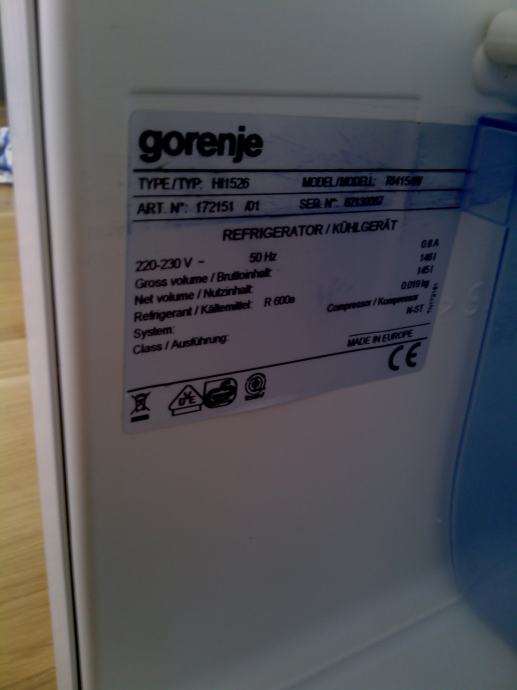 gorenje
TYPE/TYP: HI1526 MODEL/MODELL:
ART. N°: 172151 /01 SER. N°:
REFRIGERATOR / KÜHLGERÄT
220-230 V ~ 50 Hz 0.8 A
Gross volume / Bruttoinhalt: 146 l
Net volume / Nutzinhalt: 145 l
Refrigerant / Kältemittel: R 600a 0.019 kg
System: Compressor / Kompressor
Class / Ausführung: N-ST
MADE IN EUROPE
CE